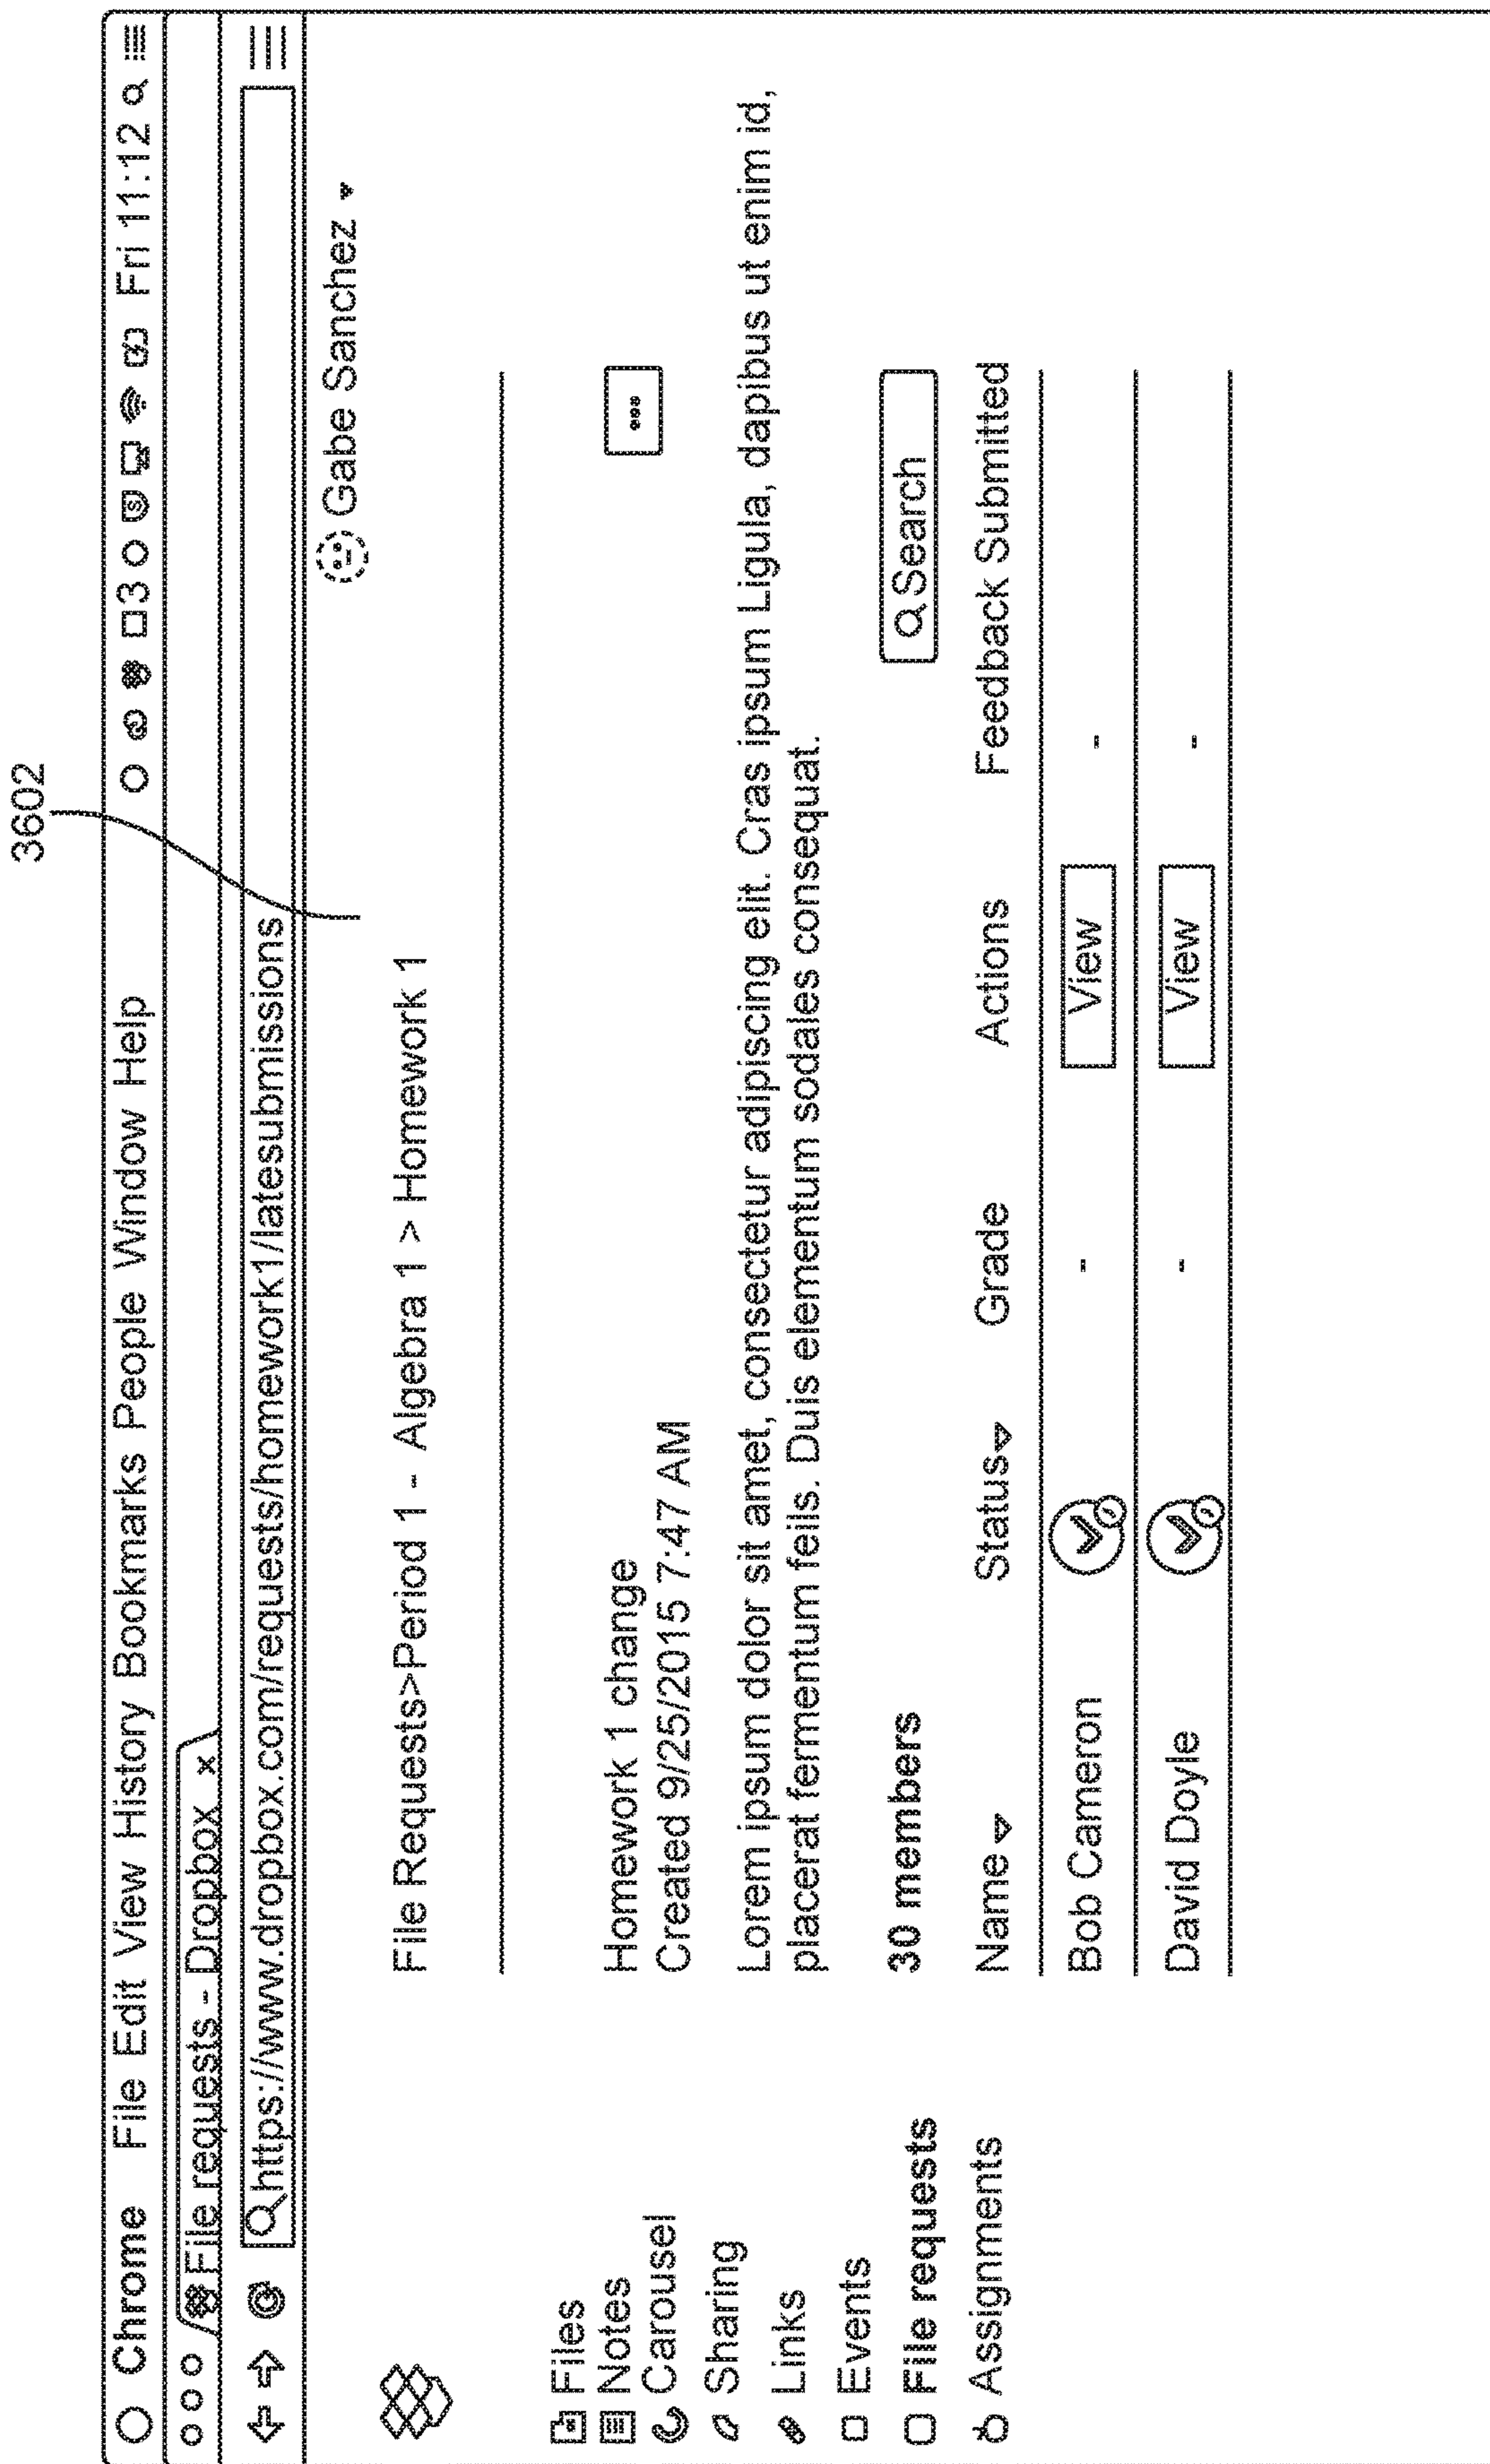 3602
Chrome File Edit View History Bookmarks People Window Help 3 Fri 11:12
File requests - Dropbox x
https://www.dropbox.com/requests/homework1/latesubmissions
Gabe Sanchez
File Requests>Period 1 - Algebra 1 > Homework 1
Files
Notes
Carousel
Sharing
Links
Events
File requests
Assignments
Homework 1 change
Created 9/25/2015 7:47 AM
Lorem ipsum dolor sit amet, consectetur adipiscing elit. Cras ipsum Ligula, dapibus ut enim id,
placerat fermentum feils. Duis elementum sodales consequat.
30 members
Search
Name Status Grade Actions Feedback Submitted
Bob Cameron - View -
David Doyle - View -